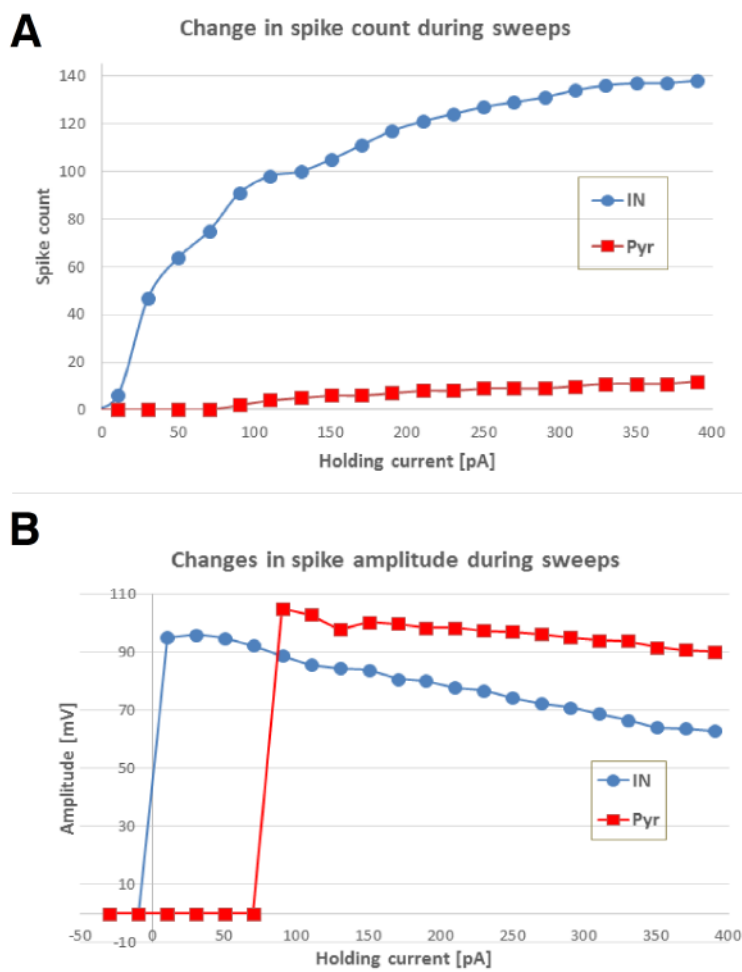 A
Change in spike count during sweeps
140
120
100
80
60
40
20
0
Spike count
IN
Pyr
0 50 100 150 200 250 300 350 400
Holding current [pA]
B
Changes in spike amplitude during sweeps
110
90
70
50
30
10
-10
Amplitude [mV]
IN
Pyr
-50 0 50 100 150 200 250 300 350 400
Holding current [pA]